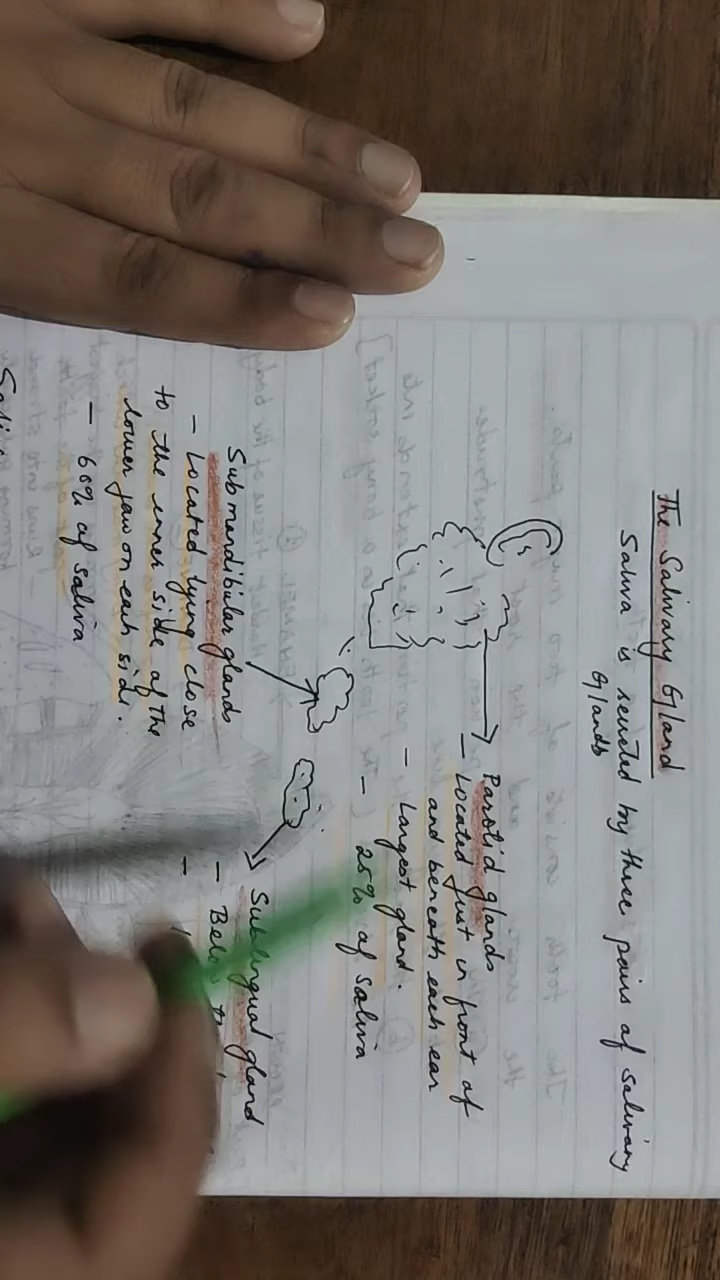 The Salivary Gland
Saliva is secreted by three pairs of salivary
Glands
Parotid glands
- Located just in front of
and beneath each ear
- Largest gland.
- 25% of saliva
Submandibular glands
- Located lying close
to the inner side of the
lower jaw on each side.
- 60% of saliva
Sublingual gland
- Below
-